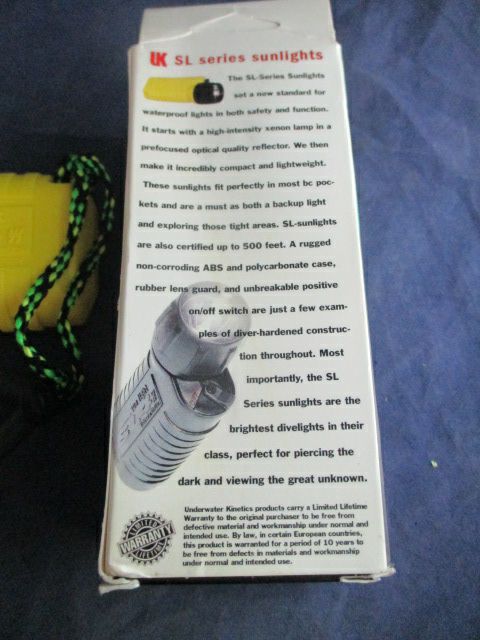 UK SL series sunlights
The SL-Series Sunlights
set a new standard for
waterproof lights in both safety and function.
It starts with a high-intensity xenon lamp in a
prefocused optical quality reflector. We then
make it incredibly compact and lightweight.
These sunlights fit perfectly in most bc poc-
kets and are a must as both a backup light
and exploring those tight areas. SL-sunlights
are also certified up to 500 feet. A rugged
non-corroding ABS and polycarbonate case,
rubber lens guard, and unbreakable positive
on/off switch are just a few exam-
ples of diver-hardened construc-
tion throughout. Most
importantly, the SL
Series sunlights are the
brightest divelights in their
class, perfect for piercing the
dark and viewing the great unknown.
Underwater Kinetics products carry a Limited Lifetime
Warranty to the original purchaser to be free from
defective material and workmanship under normal and
intended use. By law, in certain European countries,
this product is warranted for a period of 10 years to
be free from defects in materials and workmanship
under normal and intended use.
LIMITED
WARRANTY
LIFETIME